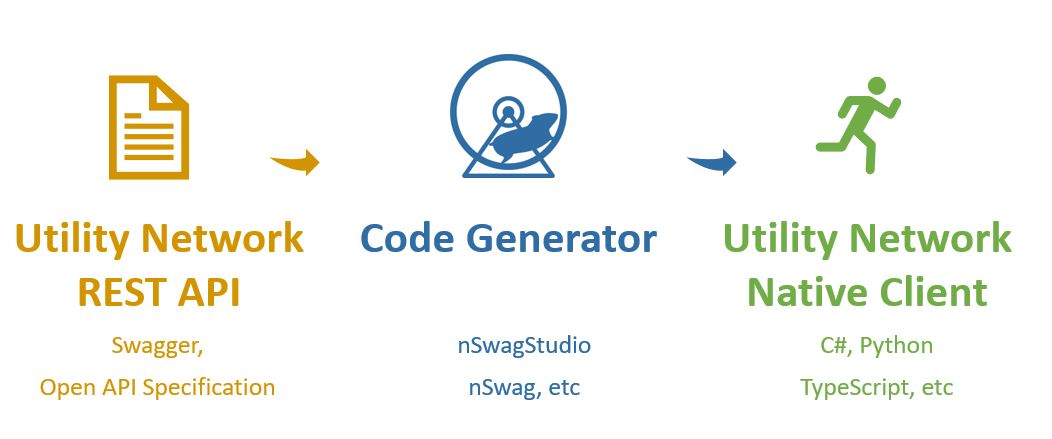 Utility Network
REST API
Swagger,
Open API Specification
Code Generator
nSwagStudio
nSwag, etc
Utility Network
Native Client
C#, Python
TypeScript, etc